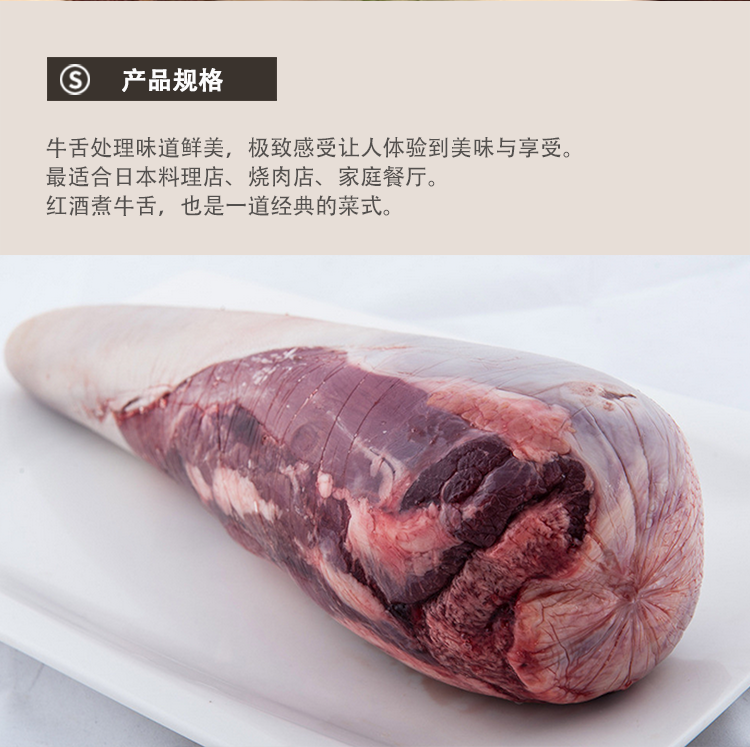 S 产品规格
牛舌处理味道鲜美，极致感受让人体验到美味与享受。
最适合日本料理店、烧肉店、家庭餐厅。
红酒煮牛舌，也是一道经典的菜式。